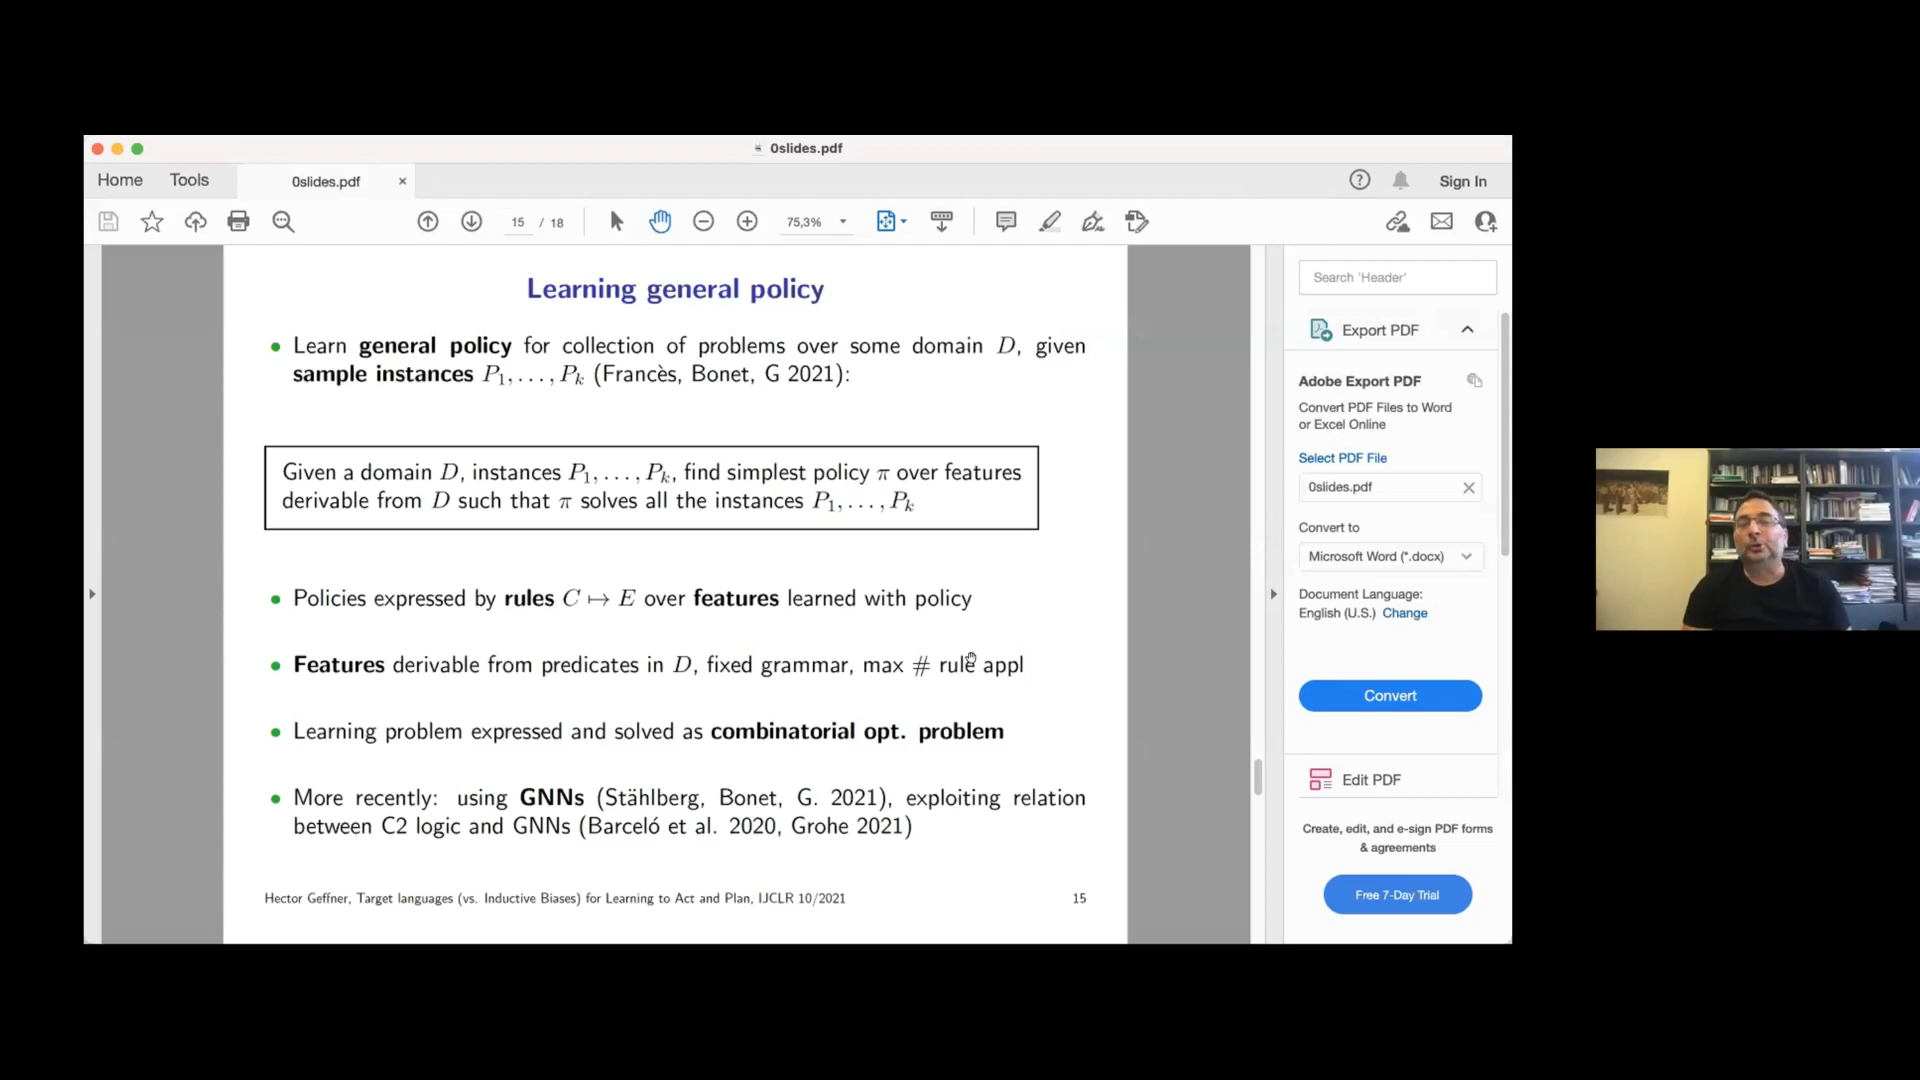 0slides.pdf
Home Tools 0slides.pdf × Sign In
15 / 18 75,3%
Search 'Header'
Export PDF
Adobe Export PDF
Convert PDF Files to Word
or Excel Online
Select PDF File
0slides.pdf
Convert to
Microsoft Word (*.docx)
Document Language:
English (U.S.) Change
Convert
Edit PDF
Create, edit, and e-sign PDF forms
& agreements
Free 7-Day Trial
Learning general policy
• Learn general policy for collection of problems over some domain D, given
sample instances P₁, . . . , Pₖ (Francès, Bonet, G 2021):
Given a domain D, instances P₁, . . . , Pₖ, find simplest policy π over features
derivable from D such that π solves all the instances P₁, . . . , Pₖ
• Policies expressed by rules C ↦ E over features learned with policy
• Features derivable from predicates in D, fixed grammar, max # rule appl
• Learning problem expressed and solved as combinatorial opt. problem
• More recently: using GNNs (Ståhlberg, Bonet, G. 2021), exploiting relation
between C2 logic and GNNs (Barceló et al. 2020, Grohe 2021)
Hector Geffner, Target languages (vs. Inductive Biases) for Learning to Act and Plan, IJCLR 10/2021 15